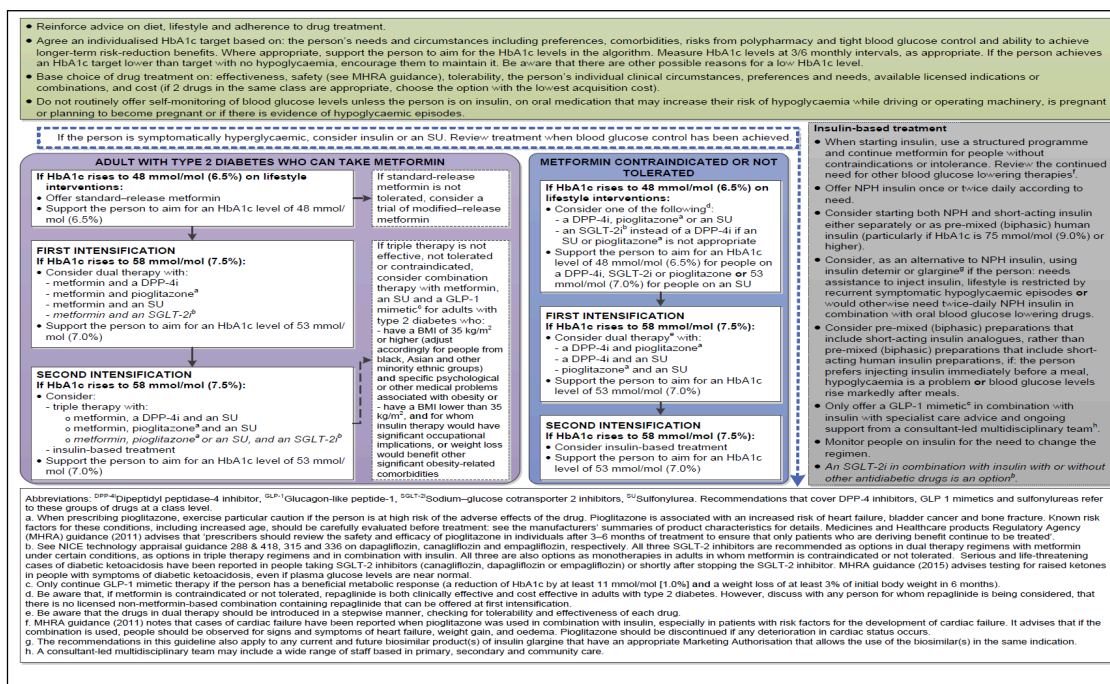 • Reinforce advice on diet, lifestyle and adherence to drug treatment.
• Agree an individualised HbA1c target based on: the person's needs and circumstances including preferences, comorbidities, risks from polypharmacy and tight blood glucose control and ability to achieve
longer-term risk-reduction benefits. Where appropriate, support the person to aim for the HbA1c levels in the algorithm. Measure HbA1c levels at 3/6 monthly intervals, as appropriate. If the person achieves
an HbA1c target lower than target with no hypoglycaemia, encourage them to maintain it. Be aware that there are other possible reasons for a low HbA1c level.
• Base choice of drug treatment on: effectiveness, safety (see MHRA guidance), tolerability, the person's individual clinical circumstances, preferences and needs, available licensed indications or
combinations, and cost (if 2 drugs in the same class are appropriate, choose the option with the lowest acquisition cost).
• Do not routinely offer self-monitoring of blood glucose levels unless the person is on insulin, on oral medication that may increase their risk of hypoglycaemia while driving or operating machinery, is pregnant
or planning to become pregnant or if there is evidence of hypoglycaemic episodes.
If the person is symptomatically hyperglycaemic, consider insulin or an SU. Review treatment when blood glucose control has been achieved.
ADULT WITH TYPE 2 DIABETES WHO CAN TAKE METFORMIN
If HbA1c rises to 48 mmol/mol (6.5%) on lifestyle
interventions:
• Offer standard–release metformin
• Support the person to aim for an HbA1c level of 48 mmol/
mol (6.5%)
If standard-release
metformin is not
tolerated, consider a
trial of modified–release
metformin
FIRST INTENSIFICATION
If HbA1c rises to 58 mmol/mol (7.5%):
• Consider dual therapy with:
- metformin and a DPP-4i
- metformin and pioglitazoneᵃ
- metformin and an SU
- metformin and an SGLT-2iᵇ
• Support the person to aim for an HbA1c level of 53 mmol/mol
(7.0%)
SECOND INTENSIFICATION
If HbA1c rises to 58 mmol/mol (7.5%):
• Consider:
- triple therapy with:
o metformin, a DPP-4i and an SU
o metformin, pioglitazoneᵃ and an SU
o metformin, pioglitazoneᵃ or an SU, and an SGLT-2iᵇ
- insulin-based treatment
• Support the person to aim for an HbA1c level of 53 mmol/mol
(7.0%)
If triple therapy is not
effective, not tolerated
or contraindicated,
consider combination
therapy with metformin,
an SU and a GLP-1
mimeticᶜ for adults with
type 2 diabetes who:
- have a BMI of 35 kg/m²
or higher (adjust
accordingly for people from
black, Asian and other
minority ethnic groups)
and specific psychological
or other medical problems
associated with obesity or
- have a BMI lower than 35
kg/m², and for whom
insulin therapy would have
significant occupational
implications, or weight loss
would benefit other
significant obesity-related
comorbidities
METFORMIN CONTRAINDICATED OR NOT
TOLERATED
If HbA1c rises to 48 mmol/mol (6.5%) on
lifestyle interventions:
• Consider one of the followingᵈ:
- a DPP-4i, pioglitazoneᵃ or an SU
- an SGLT-2iᵇ instead of a DPP-4i if an
SU or pioglitazoneᵃ is not appropriate
• Support the person to aim for an HbA1c
level of 48 mmol/mol (6.5%) for people on
a DPP-4i, SGLT-2i or pioglitazone or 53
mmol/mol (7.0%) for people on an SU
FIRST INTENSIFICATION
If HbA1c rises to 58 mmol/mol (7.5%):
• Consider dual therapyᵉ with:
- a DPP-4i and pioglitazoneᵃ
- a DPP-4i and an SU
- pioglitazoneᵃ and an SU
• Support the person to aim for an HbA1c
level of 53 mmol/mol (7.0%)
SECOND INTENSIFICATION
If HbA1c rises to 58 mmol/mol (7.5%):
• Consider insulin-based treatment
• Support the person to aim for an HbA1c
level of 53 mmol/mol (7.0%)
Insulin-based treatment
• When starting insulin, use a structured programme
and continue metformin for people without
contraindications or intolerance. Review the continued
need for other blood glucose lowering therapiesᶠ.
• Offer NPH insulin once or twice daily according to
need.
• Consider starting both NPH and short-acting insulin
either separately or as pre-mixed (biphasic) human
insulin (particularly if HbA1c is 75 mmol/mol (9.0%) or
higher).
• Consider, as an alternative to NPH insulin, using
insulin detemir or glargineᵍ if the person: needs
assistance to inject insulin, lifestyle is restricted by
recurrent symptomatic hypoglycaemic episodes or
would otherwise need twice-daily NPH insulin in
combination with oral blood glucose lowering drugs.
• Consider pre-mixed (biphasic) preparations that
include short-acting insulin analogues, rather than
pre-mixed (biphasic) preparations that include short-
acting human insulin preparations, if: the person
prefers injecting insulin immediately before a meal,
hypoglycaemia is a problem or blood glucose levels
rise markedly after meals.
• Only offer a GLP-1 mimeticᶜ in combination with
insulin with specialist care advice and ongoing
support from a consultant-led multidisciplinary teamʰ.
• Monitor people on insulin for the need to change the
regimen.
• An SGLT-2i in combination with insulin with or without
other antidiabetic drugs is an optionᵇ.
Abbreviations: DPP-4iDipeptidyl peptidase-4 inhibitor, GLP-1Glucagon-like peptide-1, SGLT-2iSodium–glucose cotransporter 2 inhibitors, SUSulfonylurea. Recommendations that cover DPP-4 inhibitors, GLP 1 mimetics and sulfonylureas refer
to these groups of drugs at a class level.
a. When prescribing pioglitazone, exercise particular caution if the person is at high risk of the adverse effects of the drug. Pioglitazone is associated with an increased risk of heart failure, bladder cancer and bone fracture. Known risk
factors for these conditions, including increased age, should be carefully evaluated before treatment: see the manufacturers' summaries of product characteristics for details. Medicines and Healthcare products Regulatory Agency
(MHRA) guidance (2011) advises that 'prescribers should review the safety and efficacy of pioglitazone in individuals after 3–6 months of treatment to ensure that only patients who are deriving benefit continue to be treated'.
b. See NICE technology appraisal guidance 288 & 418, 315 and 336 on dapagliflozin, canagliflozin and empagliflozin, respectively. All three SGLT-2 inhibitors are recommended as options in dual therapy regimens with metformin
under certain conditions, as options in triple therapy regimens and in combination with insulin. All three are also options as monotherapies in adults in whom metformin is contraindicated or not tolerated. Serious and life-threatening
cases of diabetic ketoacidosis have been reported in people taking SGLT-2 inhibitors (canagliflozin, dapagliflozin or empagliflozin) or shortly after stopping the SGLT-2 inhibitor. MHRA guidance (2015) advises testing for raised ketones
in people with symptoms of diabetic ketoacidosis, even if plasma glucose levels are near normal.
c. Only continue GLP-1 mimetic therapy if the person has a beneficial metabolic response (a reduction of HbA1c by at least 11 mmol/mol [1.0%] and a weight loss of at least 3% of initial body weight in 6 months).
d. Be aware that, if metformin is contraindicated or not tolerated, repaglinide is both clinically effective and cost effective in adults with type 2 diabetes. However, discuss with any person for whom repaglinide is being considered, that
there is no licensed non-metformin-based combination containing repaglinide that can be offered at first intensification.
e. Be aware that the drugs in dual therapy should be introduced in a stepwise manner, checking for tolerability and effectiveness of each drug.
f. MHRA guidance (2011) notes that cases of cardiac failure have been reported when pioglitazone was used in combination with insulin, especially in patients with risk factors for the development of cardiac failure. It advises that if the
combination is used, people should be observed for signs and symptoms of heart failure, weight gain, and oedema. Pioglitazone should be discontinued if any deterioration in cardiac status occurs.
g. The recommendations in this guideline also apply to any current and future biosimilar product(s) of insulin glargine that have an appropriate Marketing Authorisation that allows the use of the biosimilar(s) in the same indication.
h. A consultant-led multidisciplinary team may include a wide range of staff based in primary, secondary and community care.